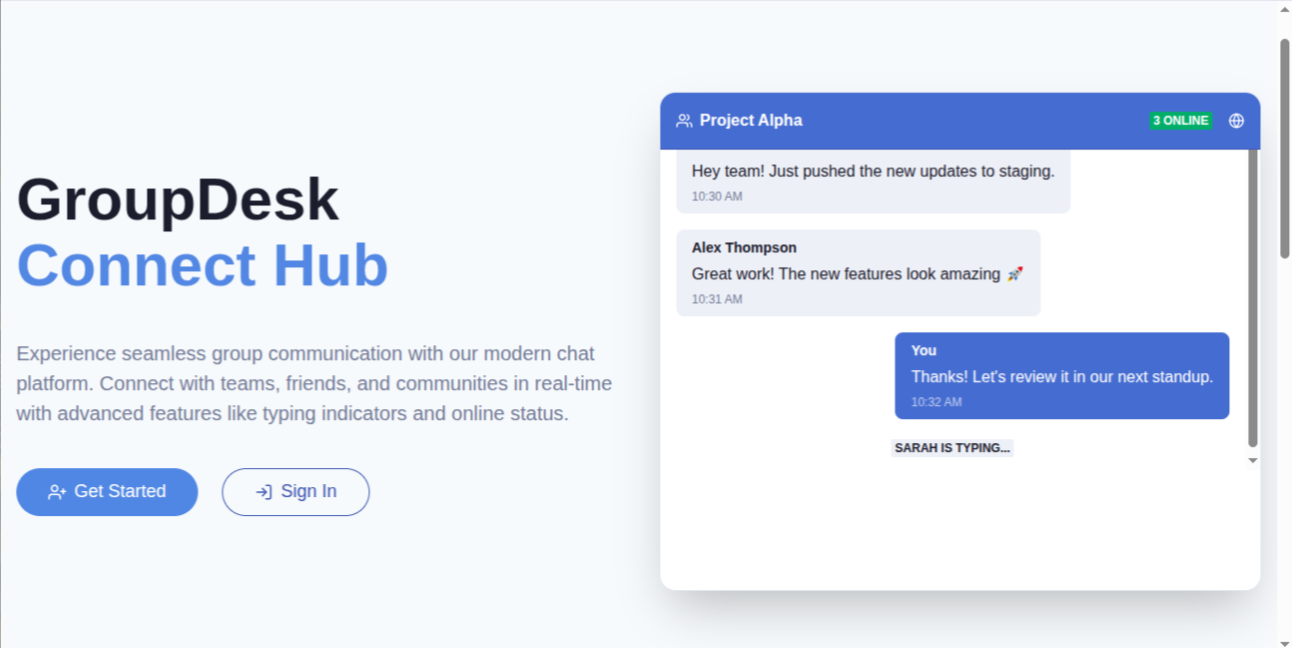 GroupDesk
Connect Hub
Experience seamless group communication with our modern chat
platform. Connect with teams, friends, and communities in real-time
with advanced features like typing indicators and online status.
Get Started
Sign In
Project Alpha
3 ONLINE
Hey team! Just pushed the new updates to staging.
10:30 AM
Alex Thompson
Great work! The new features look amazing 🚀
10:31 AM
You
Thanks! Let's review it in our next standup.
10:32 AM
SARAH IS TYPING...